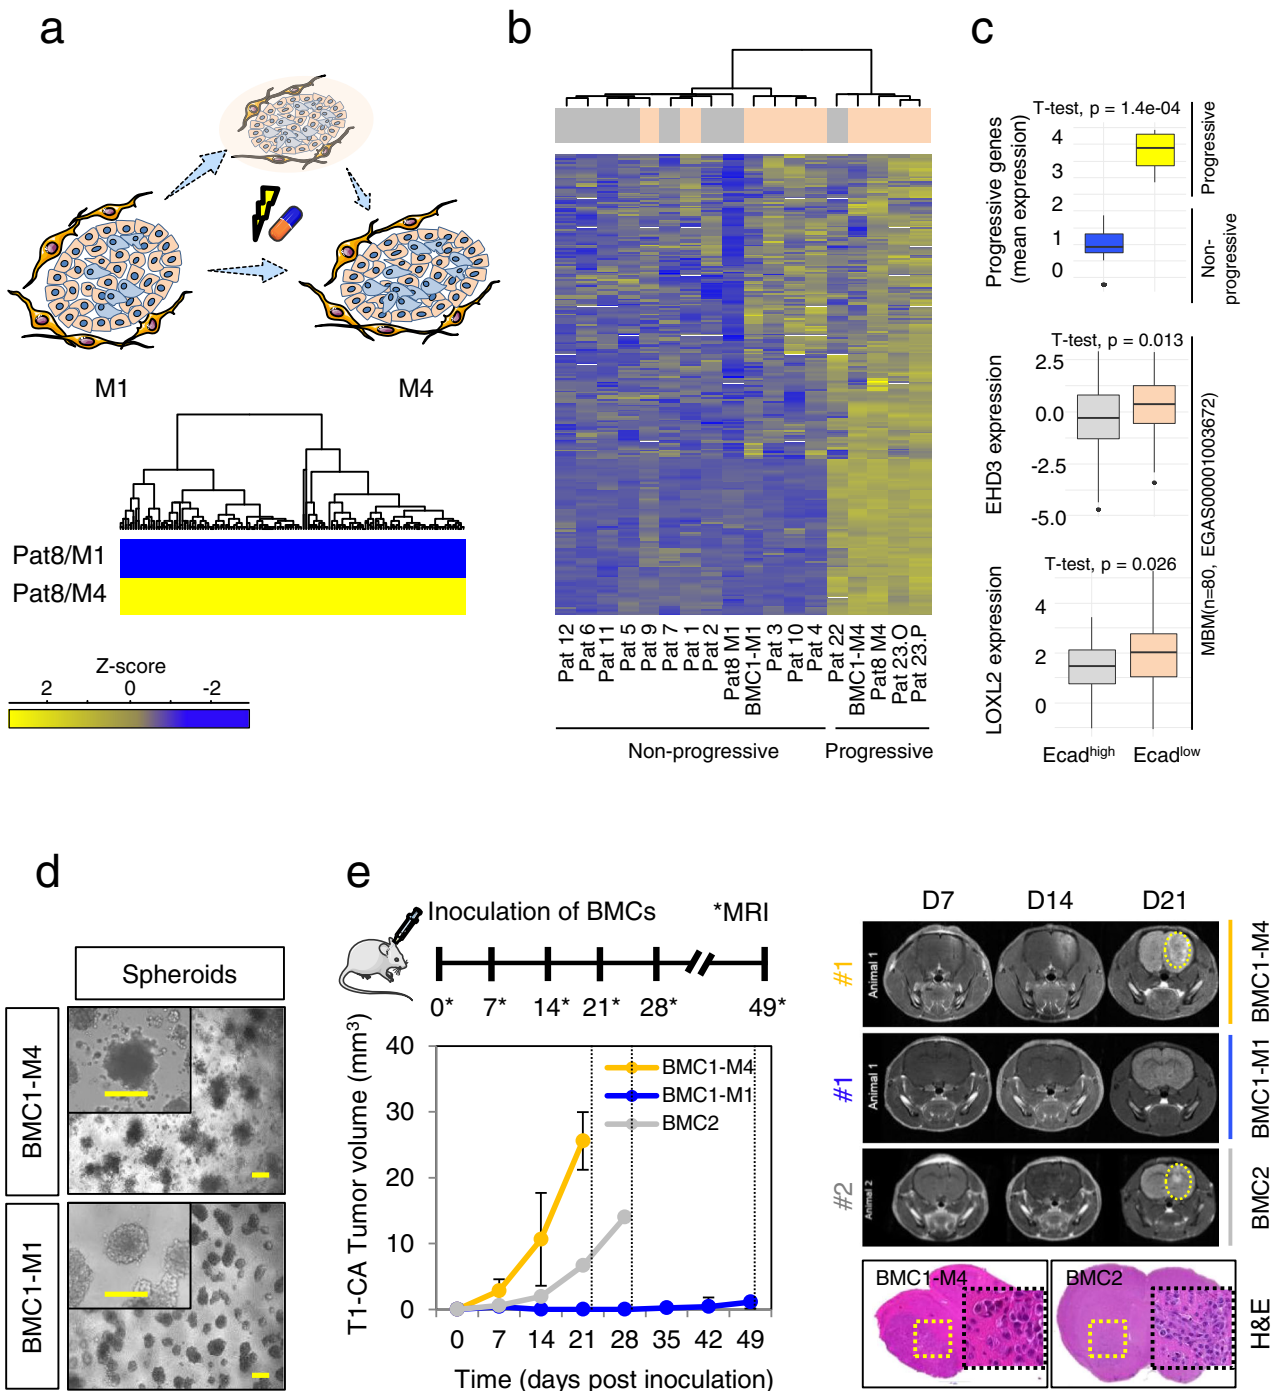 a
M1
M4
Pat8/M1
Pat8/M4
Z-score
2 0 -2
b
Pat 12
Pat 6
Pat 11
Pat 5
Pat 9
Pat 7
Pat 1
Pat 2
Pat8 M1
BMC1-M1
Pat 3
Pat 10
Pat 4
Pat 22
BMC1-M4
Pat8 M4
Pat 23.O
Pat 23.P
Non-progressive
Progressive
c
T-test, p = 1.4e-04
Progressive genes
(mean expression)
4
3
2
1
0
Progressive
Non-
progressive
T-test, p = 0.013
EHD3 expression
2.5
0.0
-2.5
-5.0
T-test, p = 0.026
LOXL2 expression
4
2
0
Ecadhigh
Ecadlow
MBM(n=80, EGAS00001003672)
d
Spheroids
BMC1-M4
BMC1-M1
e
Inoculation of BMCs
*MRI
0* 7* 14* 21* 28* 49*
T1-CA Tumor volume (mm³)
40
30
20
10
0
BMC1-M4
BMC1-M1
BMC2
0 7 14 21 28 35 42 49
Time (days post inoculation)
D7 D14 D21
#1
Animal 1
BMC1-M4
#1
Animal 1
BMC1-M1
#2
Animal 2
BMC2
BMC1-M4
BMC2
H&E